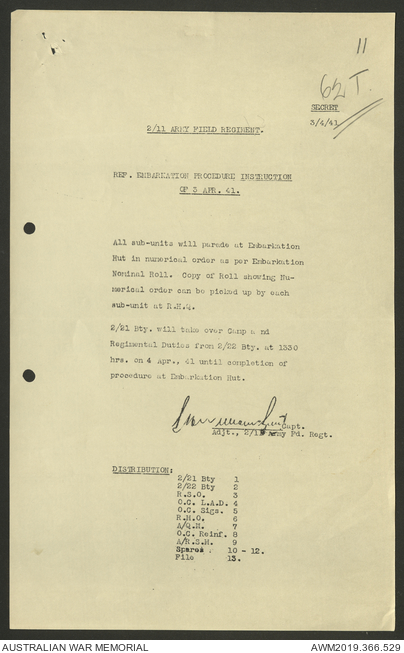 11
62 I.
SECRET
3/4/41
2/11 ARMY FIELD REGIMENT.
REF. EMBARKATION PROCEDURE INSTRUCTION
OF 3 APR. 41.
All sub-units will parade at Embarkation
Hut in numerical order as per Embarkation
Nominal Roll. Copy of Roll showing Nu-
merical order can be picked up by each
sub-unit at R.H.Q.
2/21 Bty. will take over Camp and
Regimental Duties from 2/22 Bty. at 1330
hrs. on 4 Apr., 41 until completion of
procedure at Embarkation Hut.
Capt.
Adjt., 2/11 Army Fd. Regt.
DISTRIBUTION:
2/21 Bty 1
2/22 Bty 2
R.S.O. 3
O.C. L.A.D. 4
O.C. Sigs. 5
R.M.O. 6
A/Q.M. 7
O.C. Reinf. 8
A/R.S.M. 9
Spares 10 - 12.
File 13.
AUSTRALIAN WAR MEMORIAL
AWM2019.366.529